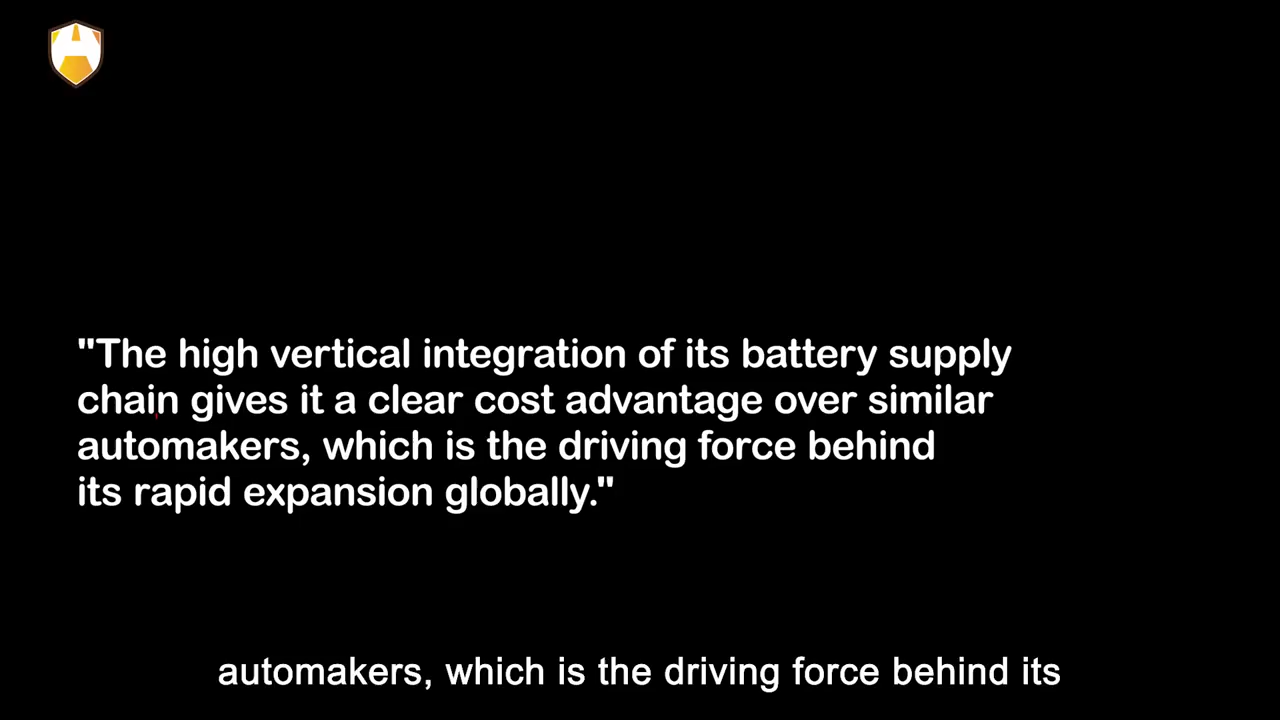 "The high vertical integration of its battery supply
chain gives it a clear cost advantage over similar
automakers, which is the driving force behind
its rapid expansion globally."
automakers, which is the driving force behind its